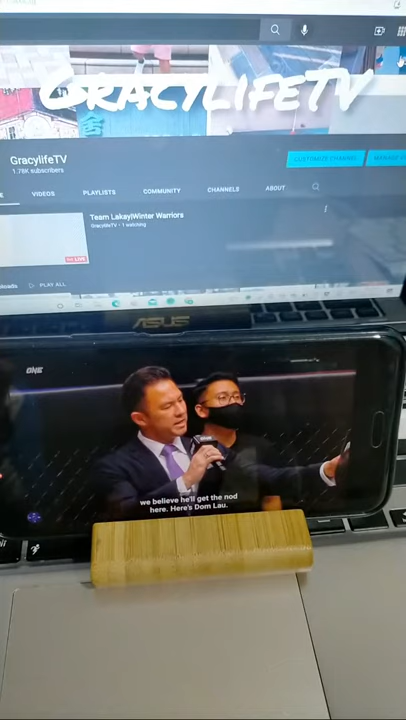 GRACYLIFETV
GracylifeTV
1.78K subscribers
CUSTOMIZE CHANNEL
VIDEOS
PLAYLISTS
COMMUNITY
CHANNELS
ABOUT
Team Lakay|Winter Warriors
GracylifeTV • 1 watching
LIVE
PLAY ALL
ASUS
ONE
we believe he'll get the nod
here. Here's Dom Lau.